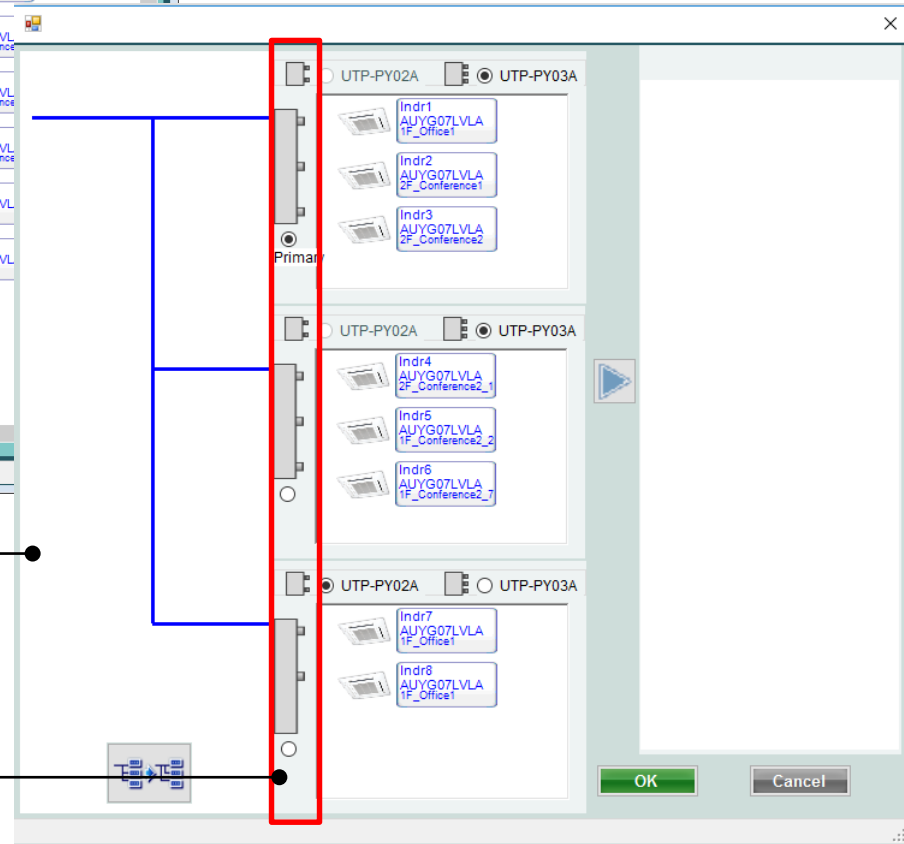 UTP-PY02A UTP-PY03A
Indr1
AUYG07LVLA
1F_Office1
Indr2
AUYG07LVLA
2F_Conference1
Indr3
AUYG07LVLA
2F_Conference2
Primary
UTP-PY02A UTP-PY03A
Indr4
AUYG07LVLA
2F_Conference2_1
Indr5
AUYG07LVLA
1F_Conference2_2
Indr6
AUYG07LVLA
1F_Conference2_7
UTP-PY02A UTP-PY03A
Indr7
AUYG07LVLA
1F_Office1
Indr8
AUYG07LVLA
1F_Office1
OK Cancel